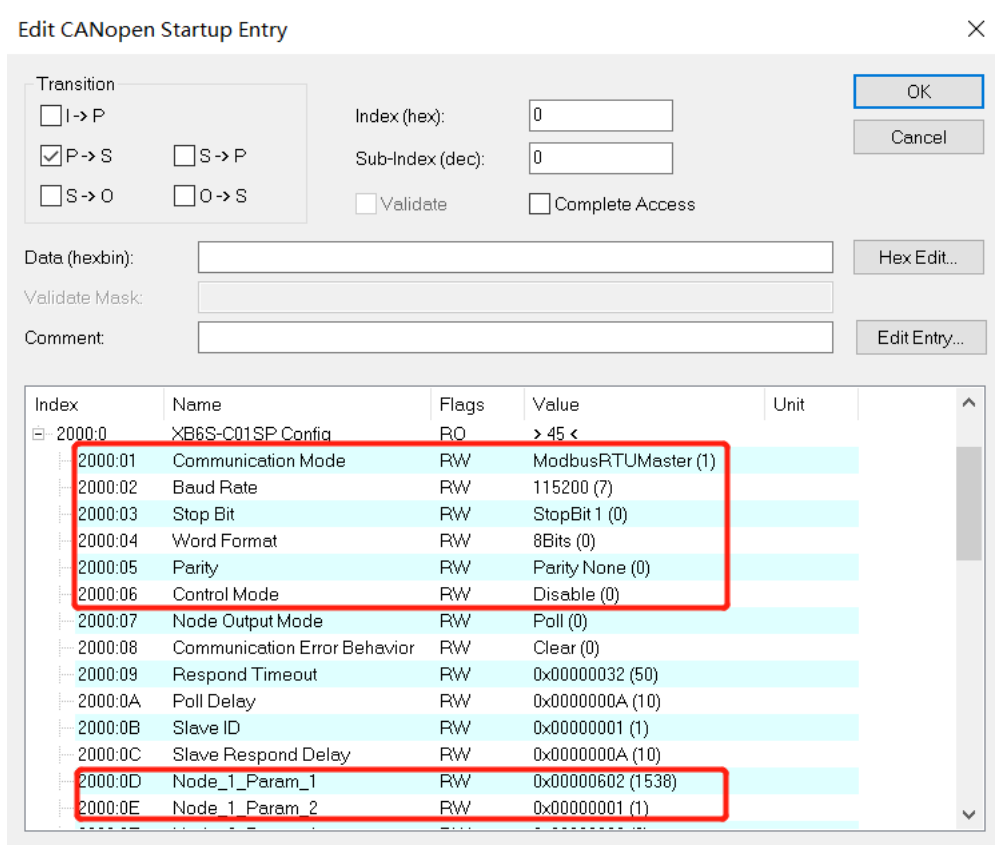 Edit CANopen Startup Entry
Transition
I -> P
P -> S
S -> P
S -> O
O -> S
Index (hex):
0
Sub-Index (dec):
0
Validate
Complete Access
OK
Cancel
Data (hexbin):
Hex Edit...
Validate Mask:
Comment:
Edit Entry...
Index Name Flags Value Unit
2000:0 XB6S-C01SP Config RO > 45 <
2000:01 Communication Mode RW ModbusRTUMaster (1)
2000:02 Baud Rate RW 115200 (7)
2000:03 Stop Bit RW StopBit 1 (0)
2000:04 Word Format RW 8Bits (0)
2000:05 Parity RW Parity None (0)
2000:06 Control Mode RW Disable (0)
2000:07 Node Output Mode RW Poll (0)
2000:08 Communication Error Behavior RW Clear (0)
2000:09 Respond Timeout RW 0x00000032 (50)
2000:0A Poll Delay RW 0x0000000A (10)
2000:0B Slave ID RW 0x00000001 (1)
2000:0C Slave Respond Delay RW 0x0000000A (10)
2000:0D Node_1_Param_1 RW 0x00000602 (1538)
2000:0E Node_1_Param_2 RW 0x00000001 (1)